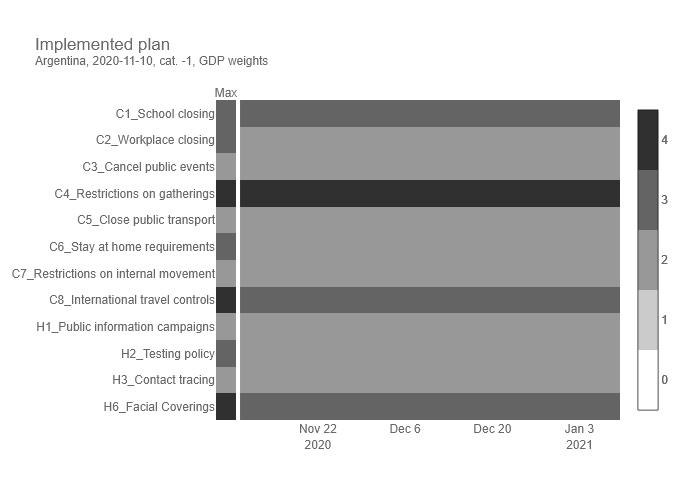 Implemented plan
Argentina, 2020-11-10, cat. -1, GDP weights
Max
C1_School closing
C2_Workplace closing
C3_Cancel public events
C4_Restrictions on gatherings
C5_Close public transport
C6_Stay at home requirements
C7_Restrictions on internal movement
C8_International travel controls
H1_Public information campaigns
H2_Testing policy
H3_Contact tracing
H6_Facial Coverings
Nov 22 Dec 6 Dec 20 Jan 3
2020 2021
4
3
2
1
0